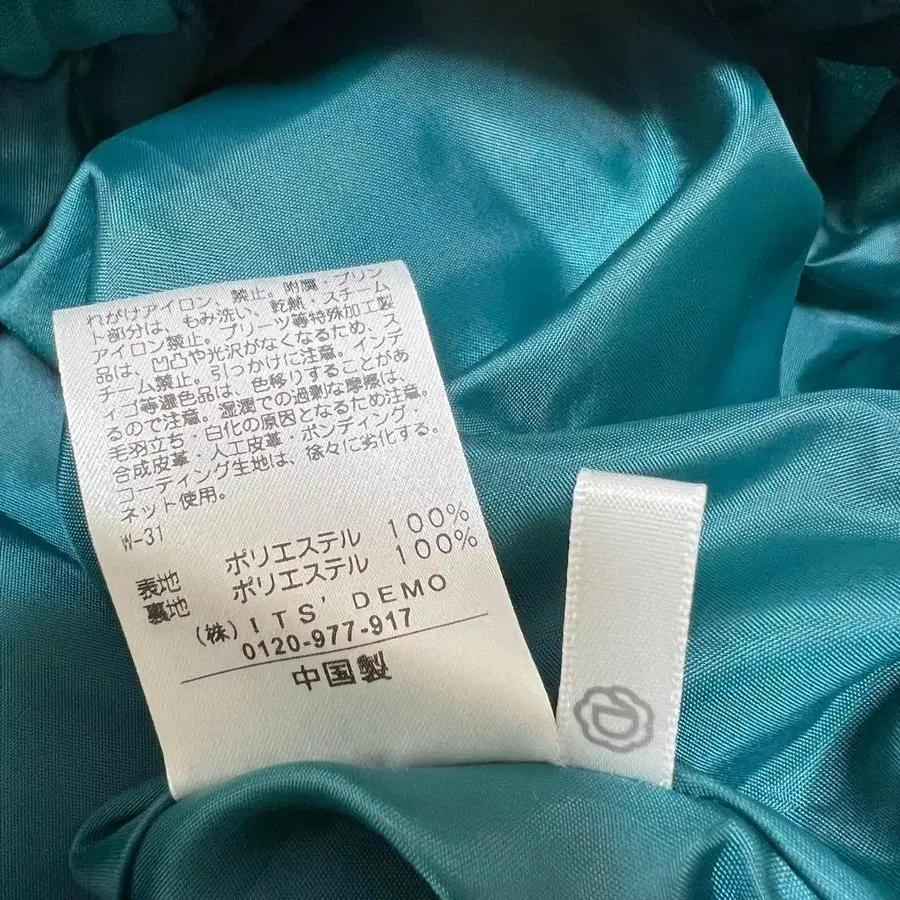 れがけアイロン、禁止。附属・プリン
ト部分は、もみ洗い、乾熱・スチーム
アイロン禁止。プリーツ等特殊加工製
品は、凹凸や光沢がなくなるため、ス
チーム禁止。引っかけに注意。インデ
ィゴ等濃色品は、色移りすることがあ
るので注意。湿潤での過剰な摩擦は、
毛羽立ち・白化の原因となるため注意。
合成皮革・人工皮革・ボンディング・
コーティング生地は、徐々に劣化する。
ネット使用。
W-31
表地 ポリエステル 100%
裏地 ポリエステル 100%
(株) ITS' DEMO
0120-977-917
中国製
D